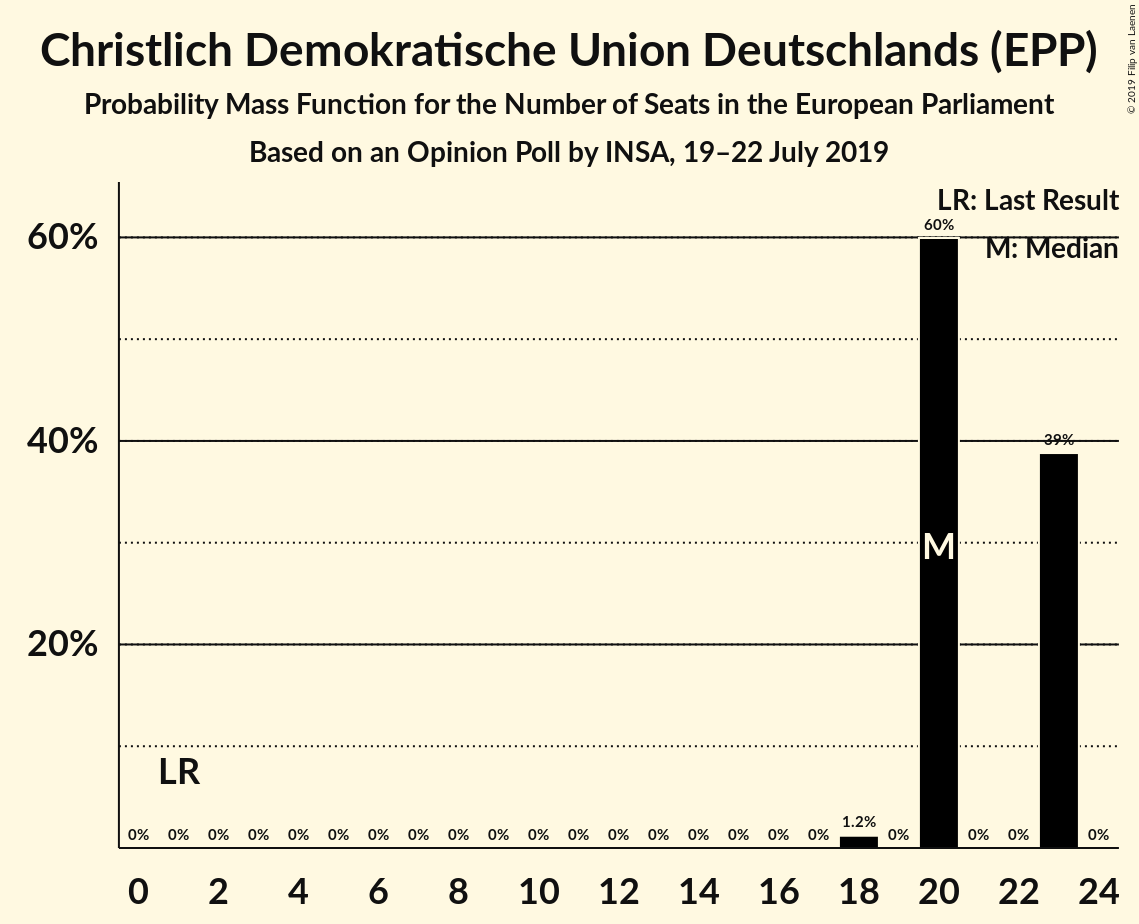 Christlich Demokratische Union Deutschlands (EPP)
Probability Mass Function for the Number of Seats in the European Parliament
Based on an Opinion Poll by INSA, 19–22 July 2019
© 2019 Filip van Laenen
LR: Last Result
M: Median
60%
40%
20%
60%
39%
M
LR
0% 0% 0% 0% 0% 0% 0% 0% 0% 0% 0% 0% 0% 0% 0% 0% 0% 0% 1.2% 0% 0% 0% 0%
0 2 4 6 8 10 12 14 16 18 20 22 24